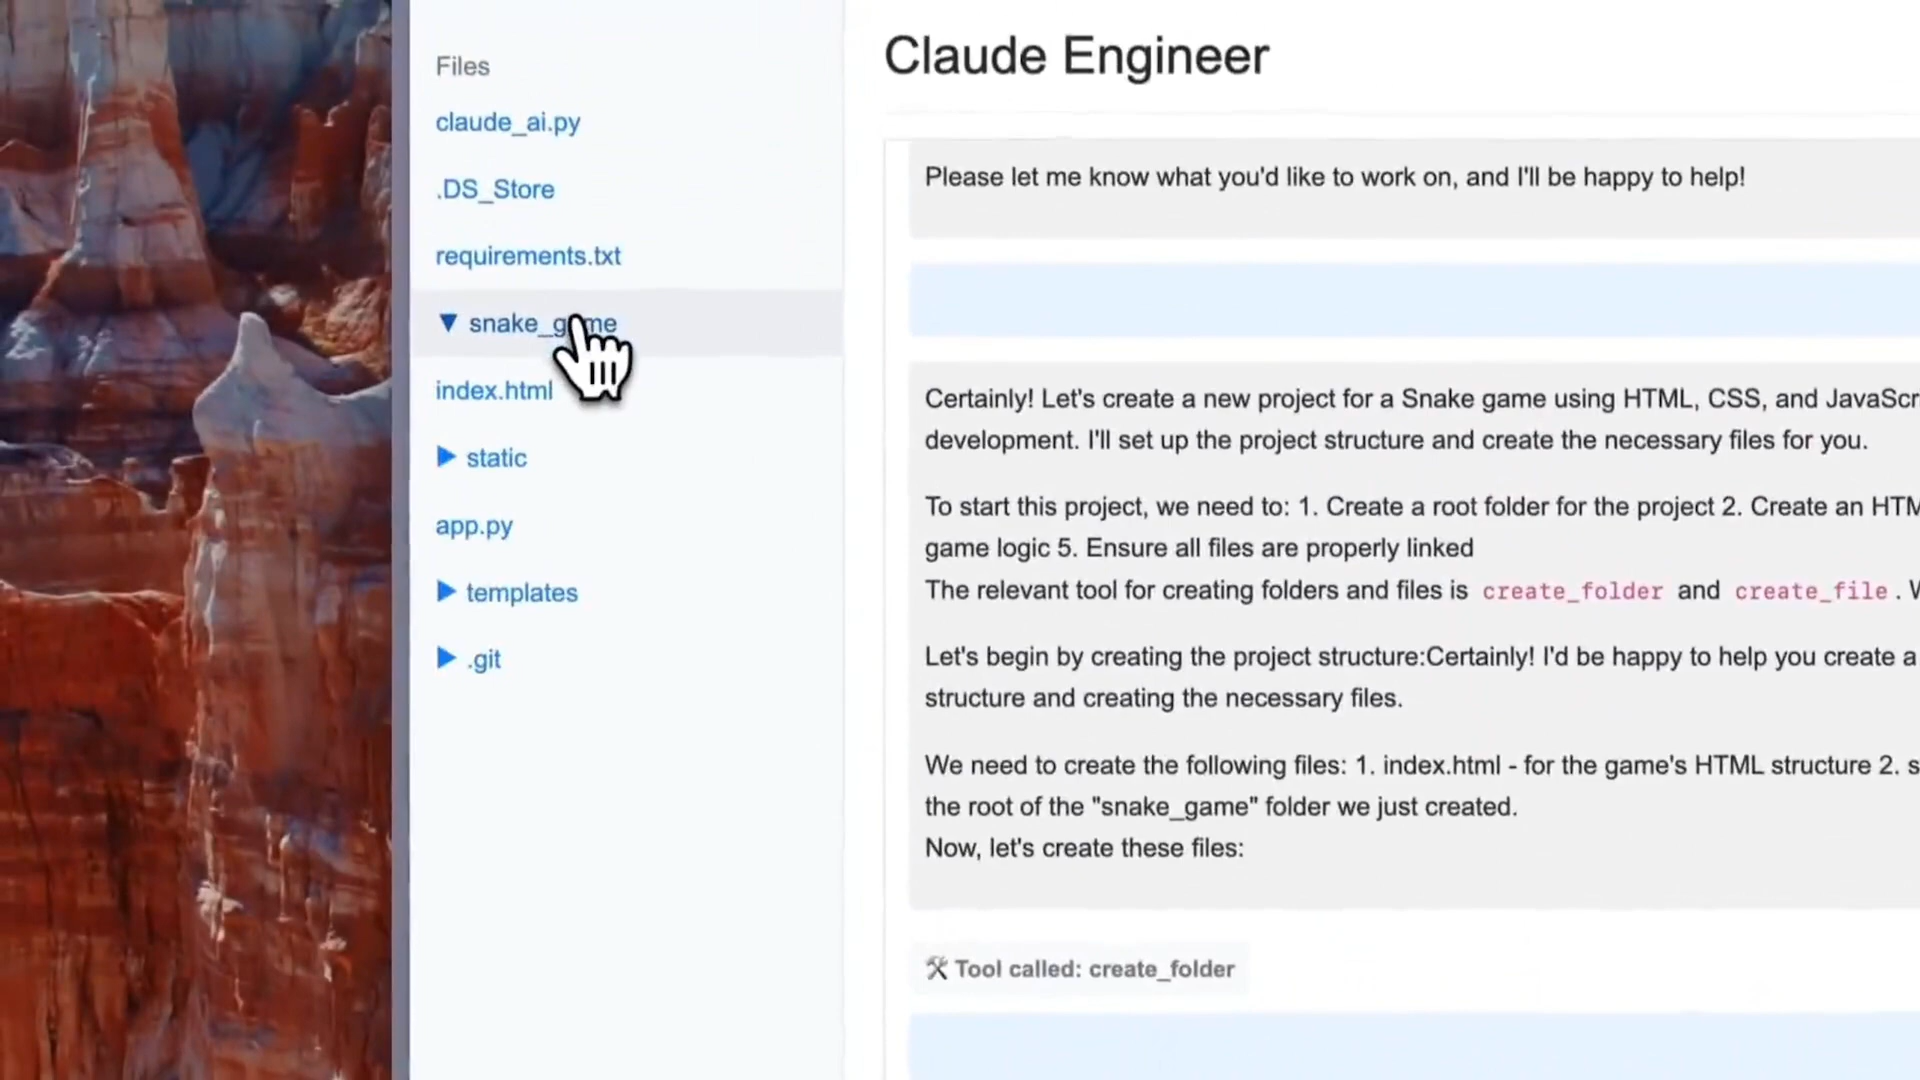 Files
claude_ai.py
.DS_Store
requirements.txt
▼ snake_game
index.html
▶ static
app.py
▶ templates
▶ .git
Claude Engineer
Please let me know what you'd like to work on, and I'll be happy to help!
Certainly! Let's create a new project for a Snake game using HTML, CSS, and JavaScr
development. I'll set up the project structure and create the necessary files for you.
To start this project, we need to: 1. Create a root folder for the project 2. Create an HTM
game logic 5. Ensure all files are properly linked
The relevant tool for creating folders and files is create_folder and create_file. W
Let's begin by creating the project structure:Certainly! I'd be happy to help you create a
structure and creating the necessary files.
We need to create the following files: 1. index.html - for the game's HTML structure 2. s
the root of the "snake_game" folder we just created.
Now, let's create these files:
Tool called: create_folder